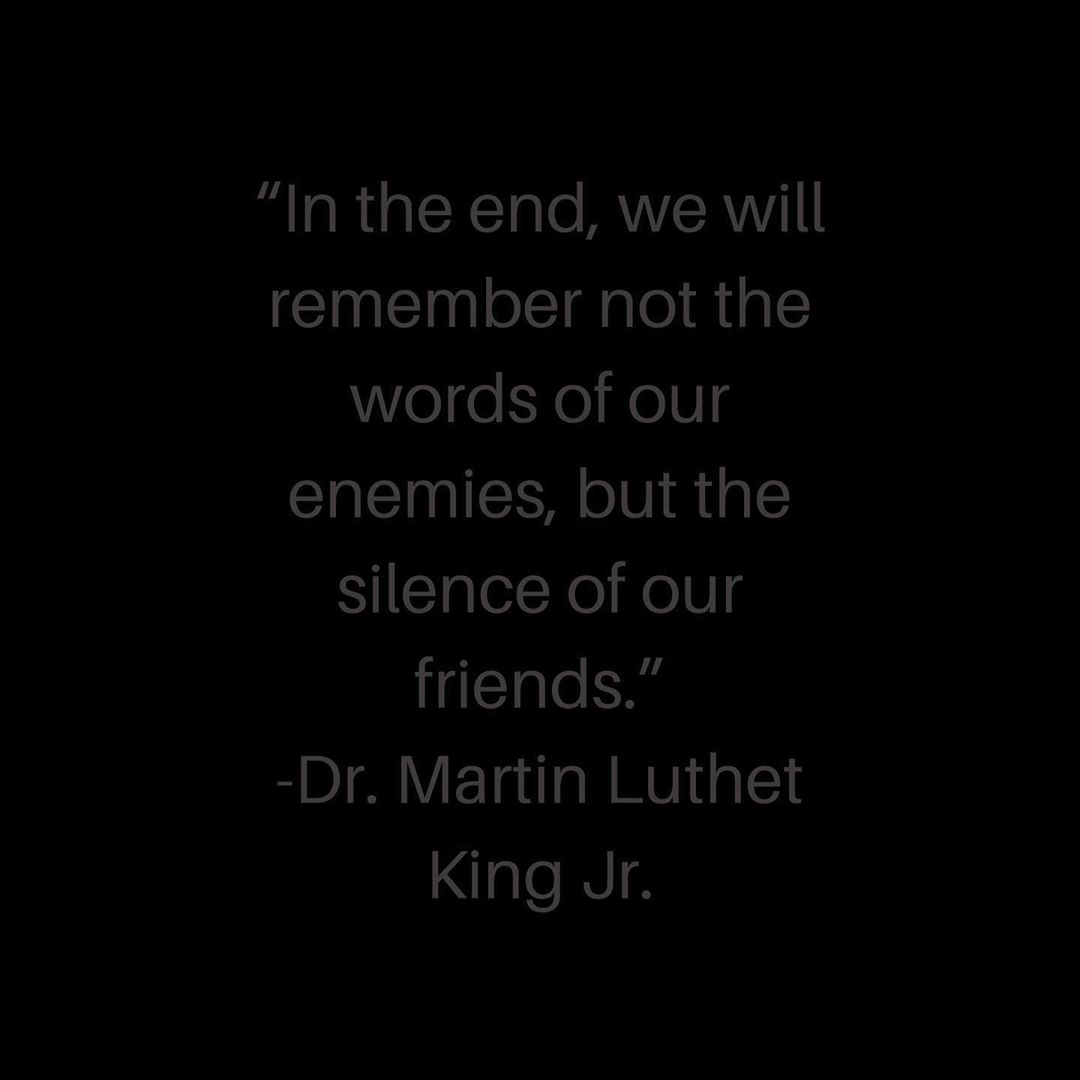 “In the end, we will
remember not the
words of our
enemies, but the
silence of our
friends.”
-Dr. Martin Luthet
King Jr.